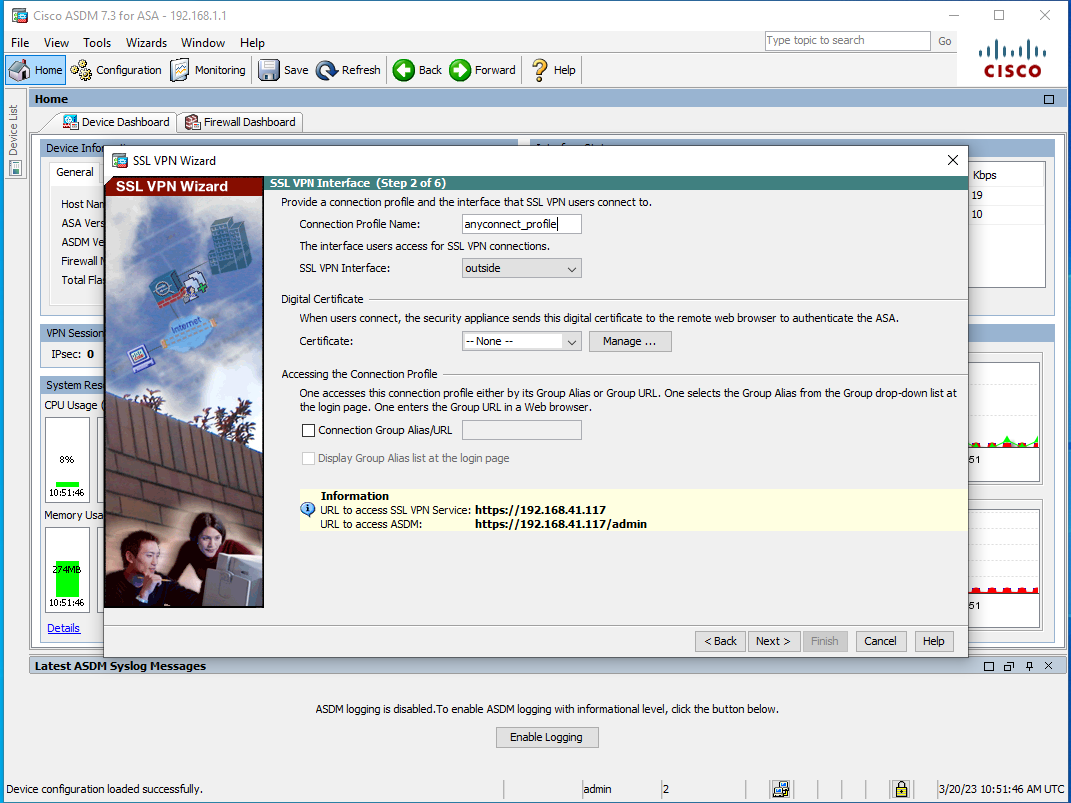 Cisco ASDM 7.3 for ASA - 192.168.1.1
File View Tools Wizards Window Help
Type topic to search
Go
Home Configuration Monitoring Save Refresh Back Forward Help
CISCO
Device List
Home
Device Dashboard Firewall Dashboard
Device
General
Host
ASA
ASDM
Firewall
Total
VPN Session
IPsec: 0
System
CPU Usage
8%
10:51:46
Memory
274MB
10:51:46
Details
Kbps
19
10
51
51
SSL VPN Wizard
SSL VPN Wizard
Internet
SSL VPN Interface (Step 2 of 6)
Provide a connection profile and the interface that SSL VPN users connect to.
Connection Profile Name: anyconnect_profile
The interface users access for SSL VPN connections.
SSL VPN Interface: outside
Digital Certificate
When users connect, the security appliance sends this digital certificate to the remote web browser to authenticate the ASA.
Certificate: -- None -- Manage ...
Accessing the Connection Profile
One accesses this connection profile either by its Group Alias or Group URL. One selects the Group Alias from the Group drop-down list at
the login page. One enters the Group URL in a Web browser.
Connection Group Alias/URL
Display Group Alias list at the login page
Information
URL to access SSL VPN Service: https://192.168.41.117
URL to access ASDM: https://192.168.41.117/admin
< Back Next > Finish Cancel Help
Latest ASDM Syslog Messages
ASDM logging is disabled.To enable ASDM logging with informational level, click the button below.
Enable Logging
Device configuration loaded successfully. admin 2 3/20/23 10:51:46 AM UTC